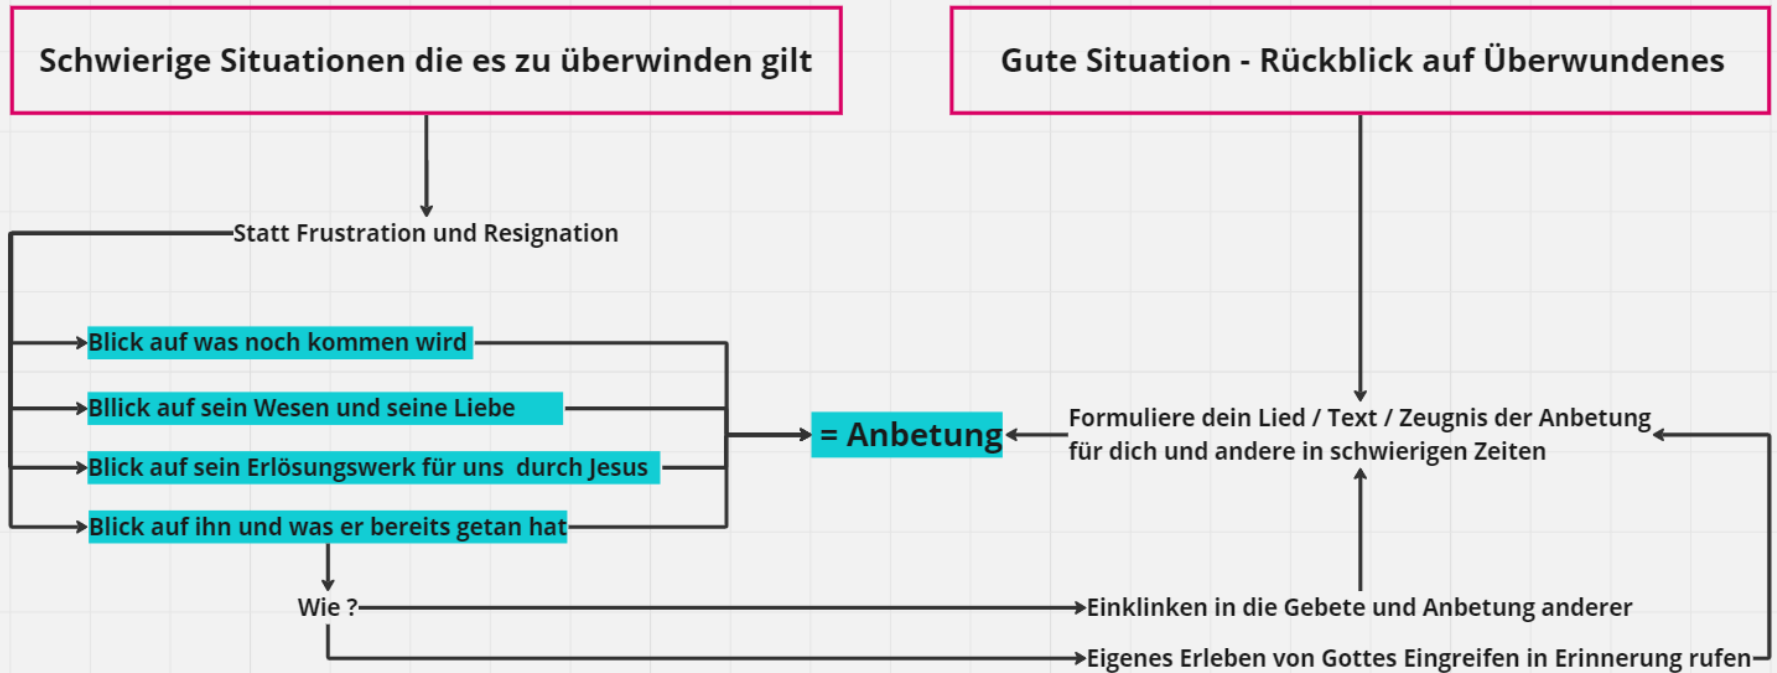 Schwierige Situationen die es zu überwinden gilt
Gute Situation - Rückblick auf Überwundenes
Statt Frustration und Resignation
Blick auf was noch kommen wird
Bllick auf sein Wesen und seine Liebe
Blick auf sein Erlösungswerk für uns durch Jesus
Blick auf ihn und was er bereits getan hat
= Anbetung
Formuliere dein Lied / Text / Zeugnis der Anbetung
für dich und andere in schwierigen Zeiten
Wie ?
Einklinken in die Gebete und Anbetung anderer
Eigenes Erleben von Gottes Eingreifen in Erinnerung rufen